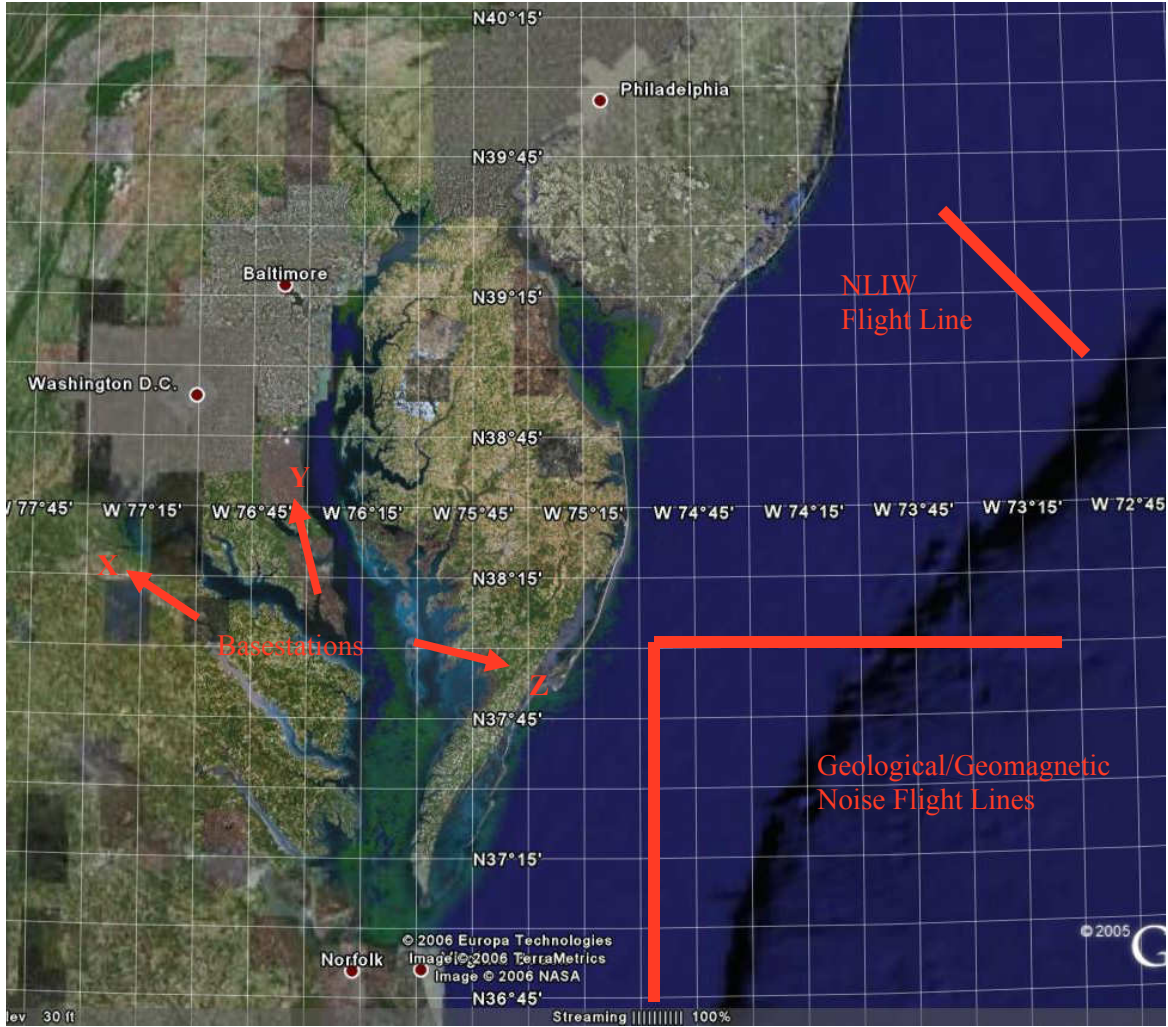 N40°15'
Philadelphia
N39°45'
Baltimore
N39°15'
NLIW
Flight Line
Washington D.C.
N38°45'
Y
W 77°45' W 77°15' W 76°45' W 76°15' W 75°45' W 75°15' W 74°45' W 74°15' W 73°45' W 73°15' W 72°45'
X
N38°15'
Basestations
Z
N37°45'
Geological/Geomagnetic
Noise Flight Lines
N37°15'
© 2005 G
© 2006 Europa Technologies
Norfolk
Image © 2006 TerraMetrics
Image © 2006 NASA
N36°45'
lev 30 ft
Streaming |||||||||| 100%